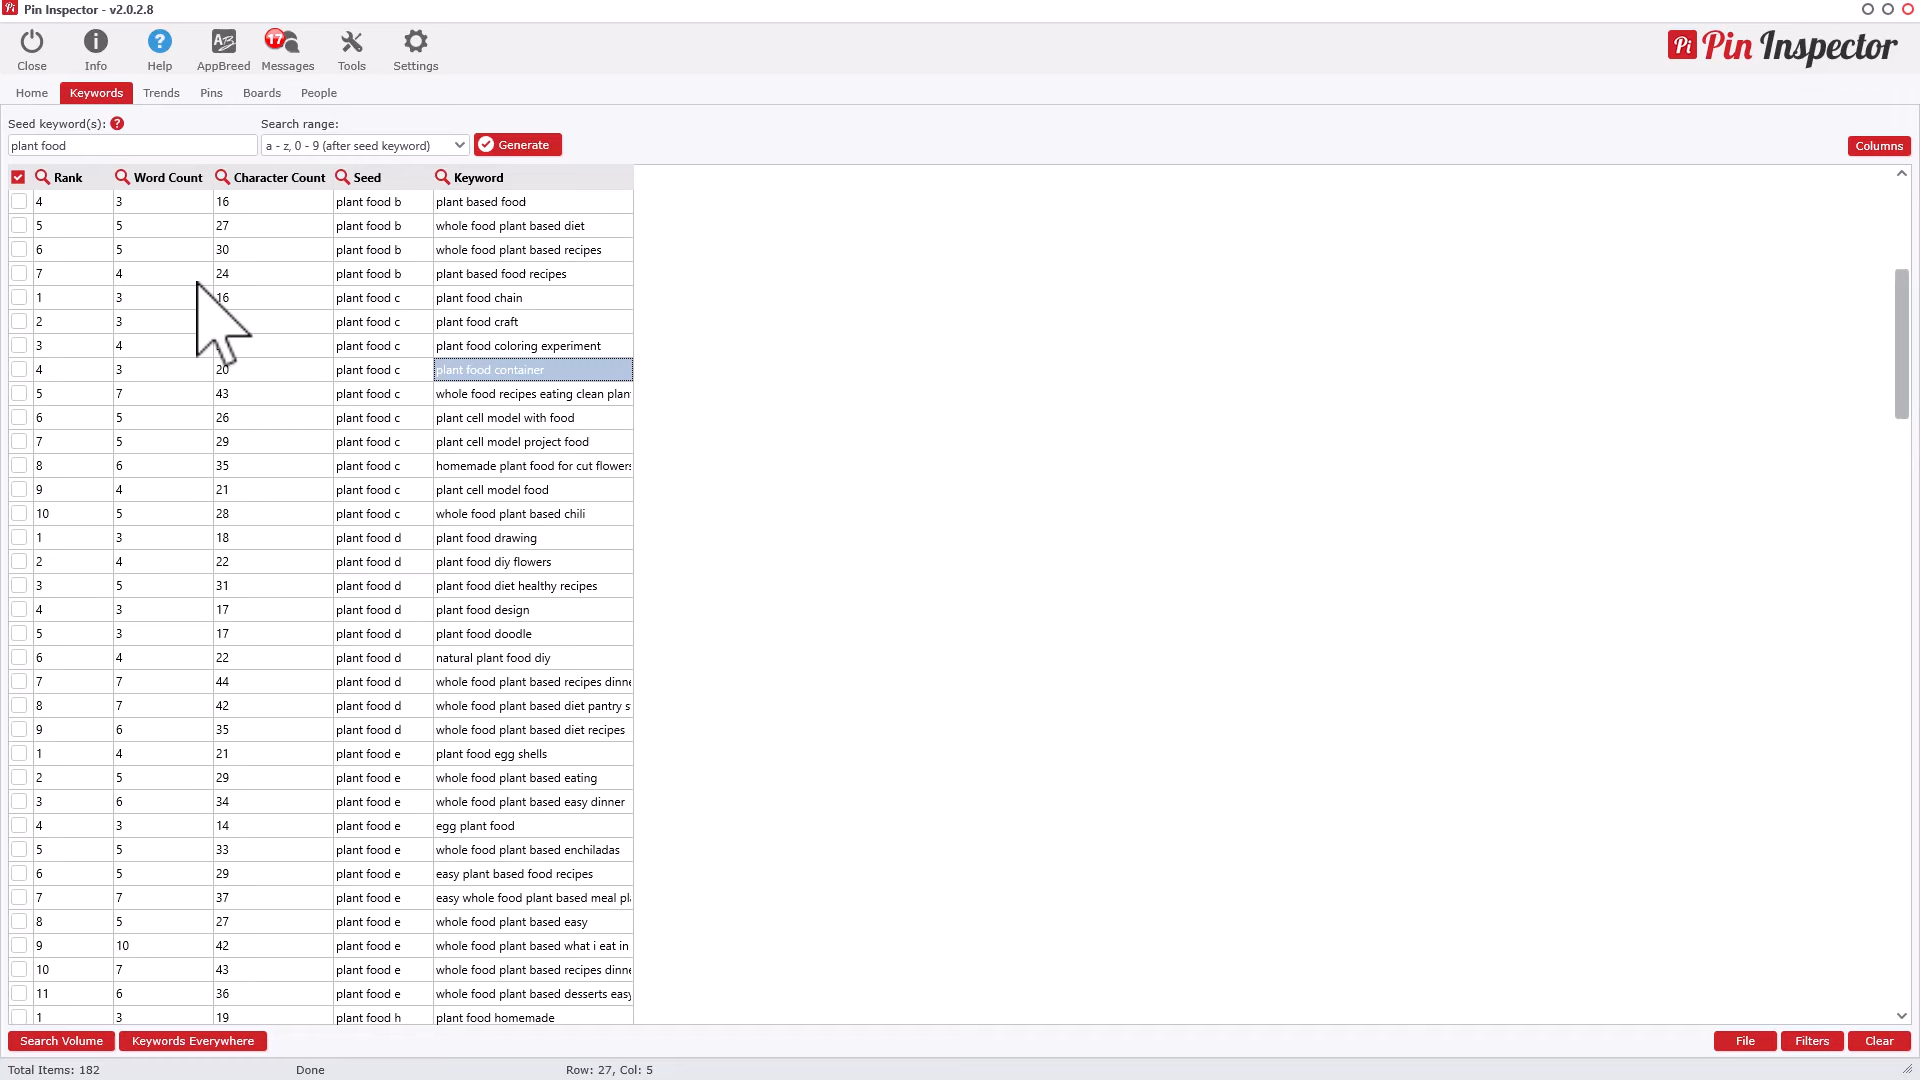 Pin Inspector - v2.0.2.8
Close Info Help AppBreed 17 Messages Tools Settings
Pi Pin Inspector
Home Keywords Trends Pins Boards People
Seed keyword(s): ? Search range:
plant food a - z, 0 - 9 (after seed keyword) Generate Columns
Rank Word Count Character Count Seed Keyword
4 3 16 plant food b plant based food
5 5 27 plant food b whole food plant based diet
6 5 30 plant food b whole food plant based recipes
7 4 24 plant food b plant based food recipes
1 3 16 plant food c plant food chain
2 3 plant food c plant food craft
3 4 plant food c plant food coloring experiment
4 3 20 plant food c plant food container
5 7 43 plant food c whole food recipes eating clean plan
6 5 26 plant food c plant cell model with food
7 5 29 plant food c plant cell model project food
8 6 35 plant food c homemade plant food for cut flowers
9 4 21 plant food c plant cell model food
10 5 28 plant food c whole food plant based chili
1 3 18 plant food d plant food drawing
2 4 22 plant food d plant food diy flowers
3 5 31 plant food d plant food diet healthy recipes
4 3 17 plant food d plant food design
5 3 17 plant food d plant food doodle
6 4 22 plant food d natural plant food diy
7 7 44 plant food d whole food plant based recipes dinne
8 7 42 plant food d whole food plant based diet pantry s
9 6 35 plant food d whole food plant based diet recipes
1 4 21 plant food e plant food egg shells
2 5 29 plant food e whole food plant based eating
3 6 34 plant food e whole food plant based easy dinner
4 3 14 plant food e egg plant food
5 5 33 plant food e whole food plant based enchiladas
6 5 29 plant food e easy plant based food recipes
7 7 37 plant food e easy whole food plant based meal pl
8 5 27 plant food e whole food plant based easy
9 10 42 plant food e whole food plant based what i eat in
10 7 43 plant food e whole food plant based recipes dinne
11 6 36 plant food e whole food plant based desserts easy
1 3 19 plant food h plant food homemade
Search Volume Keywords Everywhere File Filters Clear
Total Items: 182 Done Row: 27, Col: 5